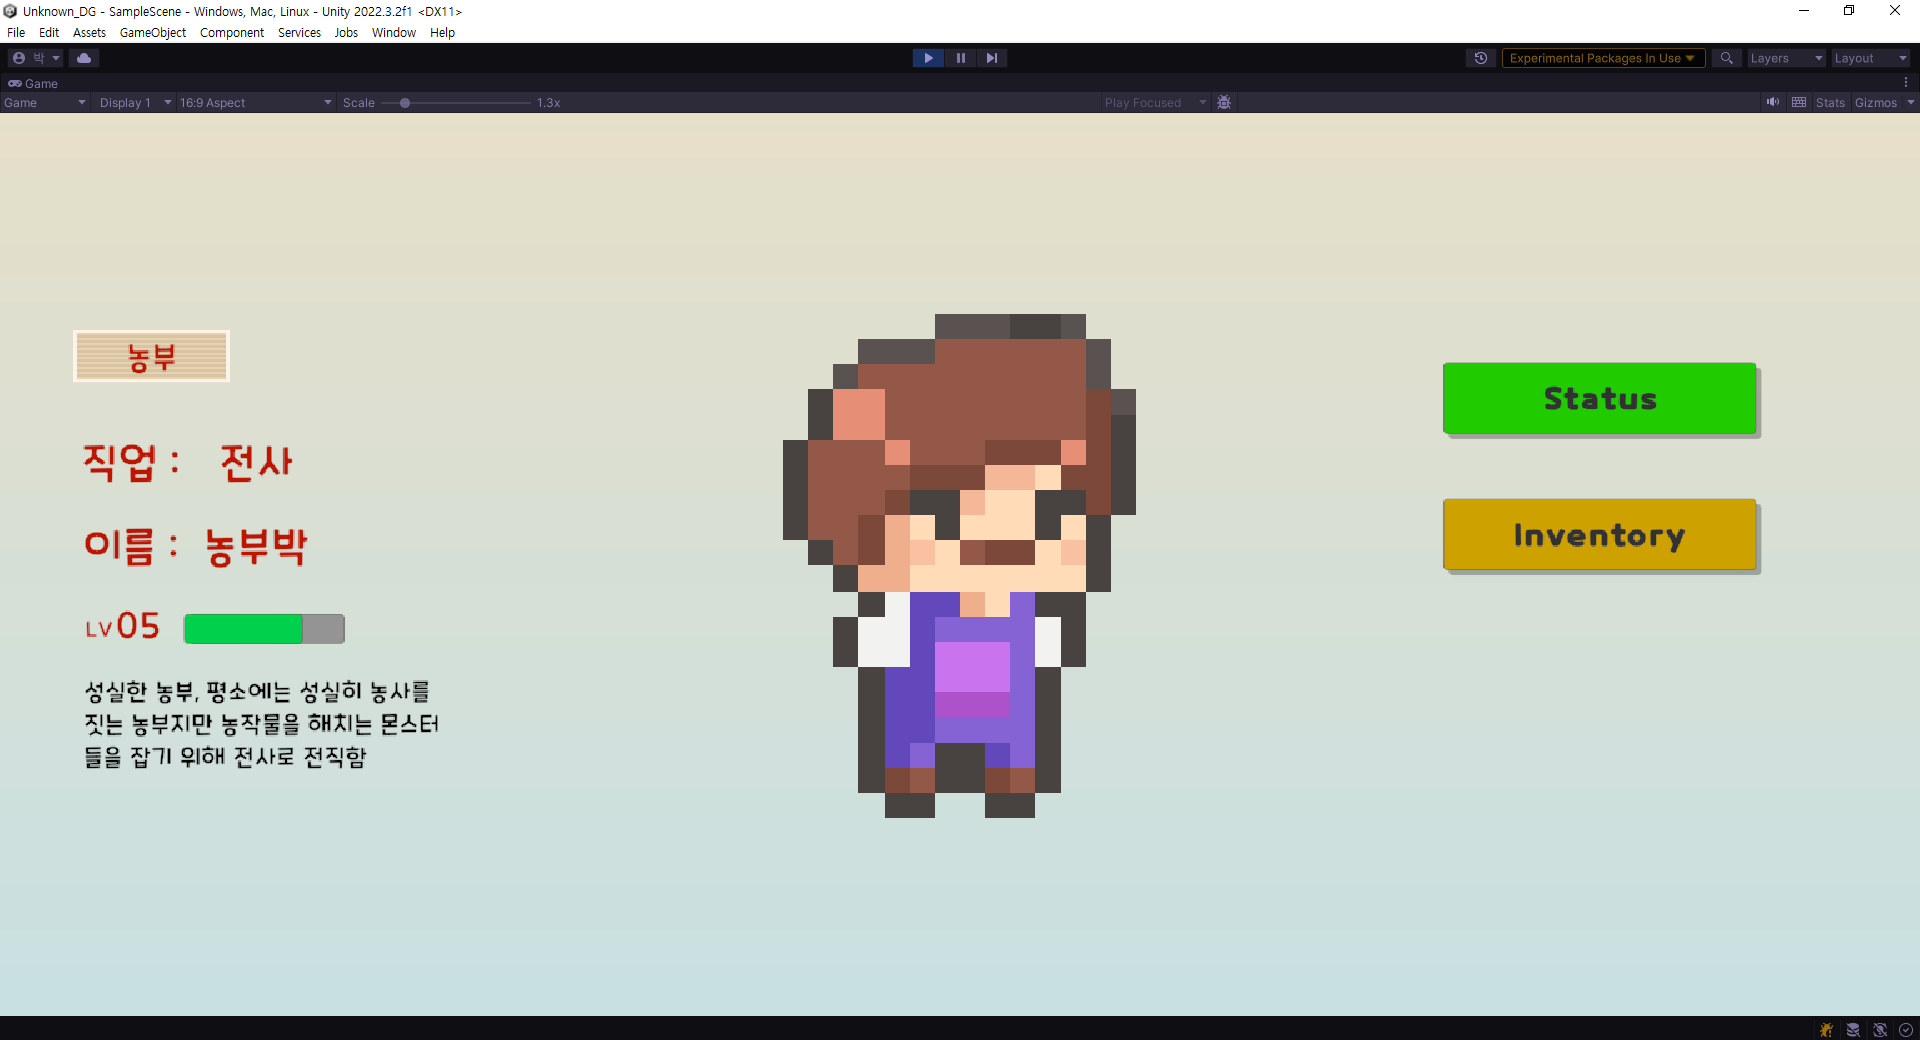 Unknown_DG - SampleScene - Windows, Mac, Linux - Unity 2022.3.2f1 <DX11>
File Edit Assets GameObject Component Services Jobs Window Help
박 Experimental Packages In Use Layers Layout
Game
Game Display 1 16:9 Aspect Scale 1.3x Play Focused Stats Gizmos
농부
직업 : 전사
이름 : 농부박
LV 05
성실한 농부, 평소에는 성실히 농사를
짓는 농부지만 농작물을 해치는 몬스터
들을 잡기 위해 전사로 전직함
Status
Inventory